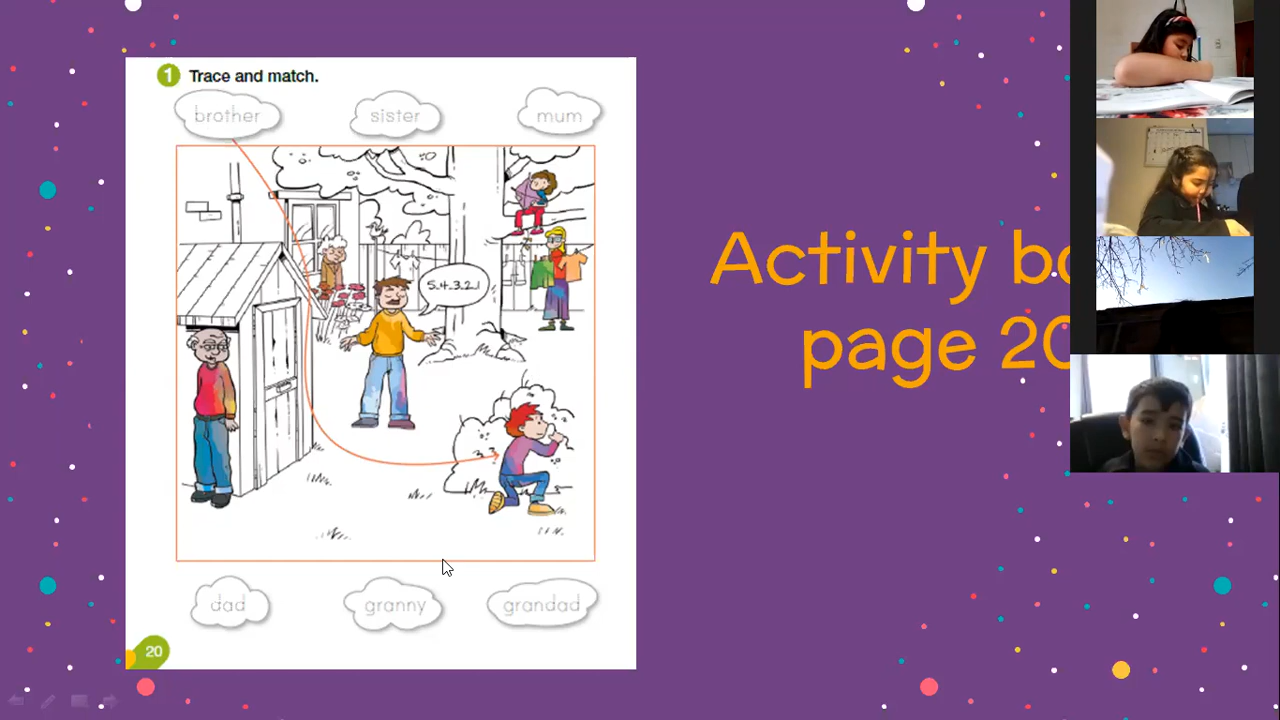 1 Trace and match.
brother sister mum
5..4..3..2..1
dad granny grandad
20
Activity bo
page 20